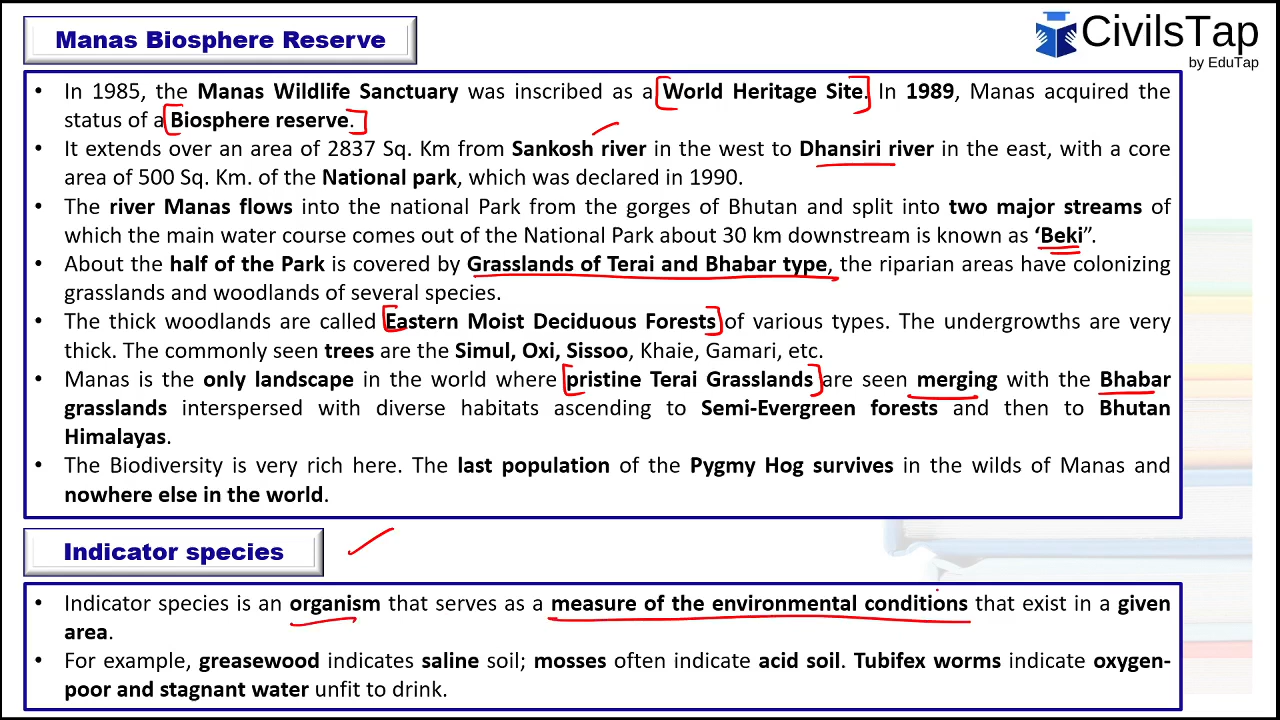 Manas Biosphere Reserve
CivilsTap
by EduTap
• In 1985, the Manas Wildlife Sanctuary was inscribed as a World Heritage Site. In 1989, Manas acquired the
status of a Biosphere reserve.
• It extends over an area of 2837 Sq. Km from Sankosh river in the west to Dhansiri river in the east, with a core
area of 500 Sq. Km. of the National park, which was declared in 1990.
• The river Manas flows into the national Park from the gorges of Bhutan and split into two major streams of
which the main water course comes out of the National Park about 30 km downstream is known as ‘Beki”.
• About the half of the Park is covered by Grasslands of Terai and Bhabar type, the riparian areas have colonizing
grasslands and woodlands of several species.
• The thick woodlands are called Eastern Moist Deciduous Forests of various types. The undergrowths are very
thick. The commonly seen trees are the Simul, Oxi, Sissoo, Khaie, Gamari, etc.
• Manas is the only landscape in the world where pristine Terai Grasslands are seen merging with the Bhabar
grasslands interspersed with diverse habitats ascending to Semi-Evergreen forests and then to Bhutan
Himalayas.
• The Biodiversity is very rich here. The last population of the Pygmy Hog survives in the wilds of Manas and
nowhere else in the world.
Indicator species
• Indicator species is an organism that serves as a measure of the environmental conditions that exist in a given
area.
• For example, greasewood indicates saline soil; mosses often indicate acid soil. Tubifex worms indicate oxygen-
poor and stagnant water unfit to drink.